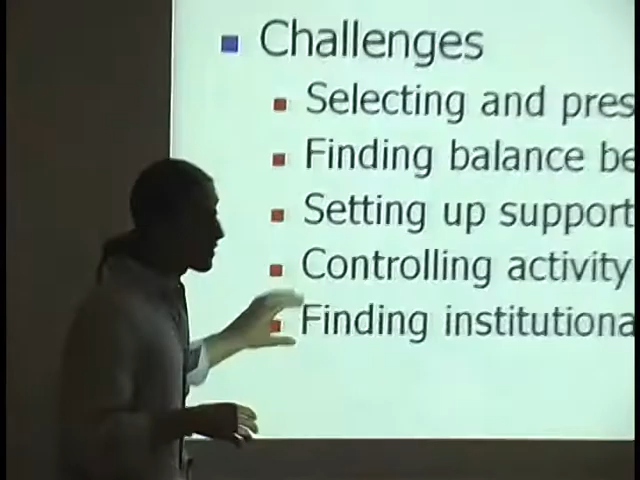 Challenges
Selecting and pres
Finding balance be
Setting up support
Controlling activity
Finding institutiona